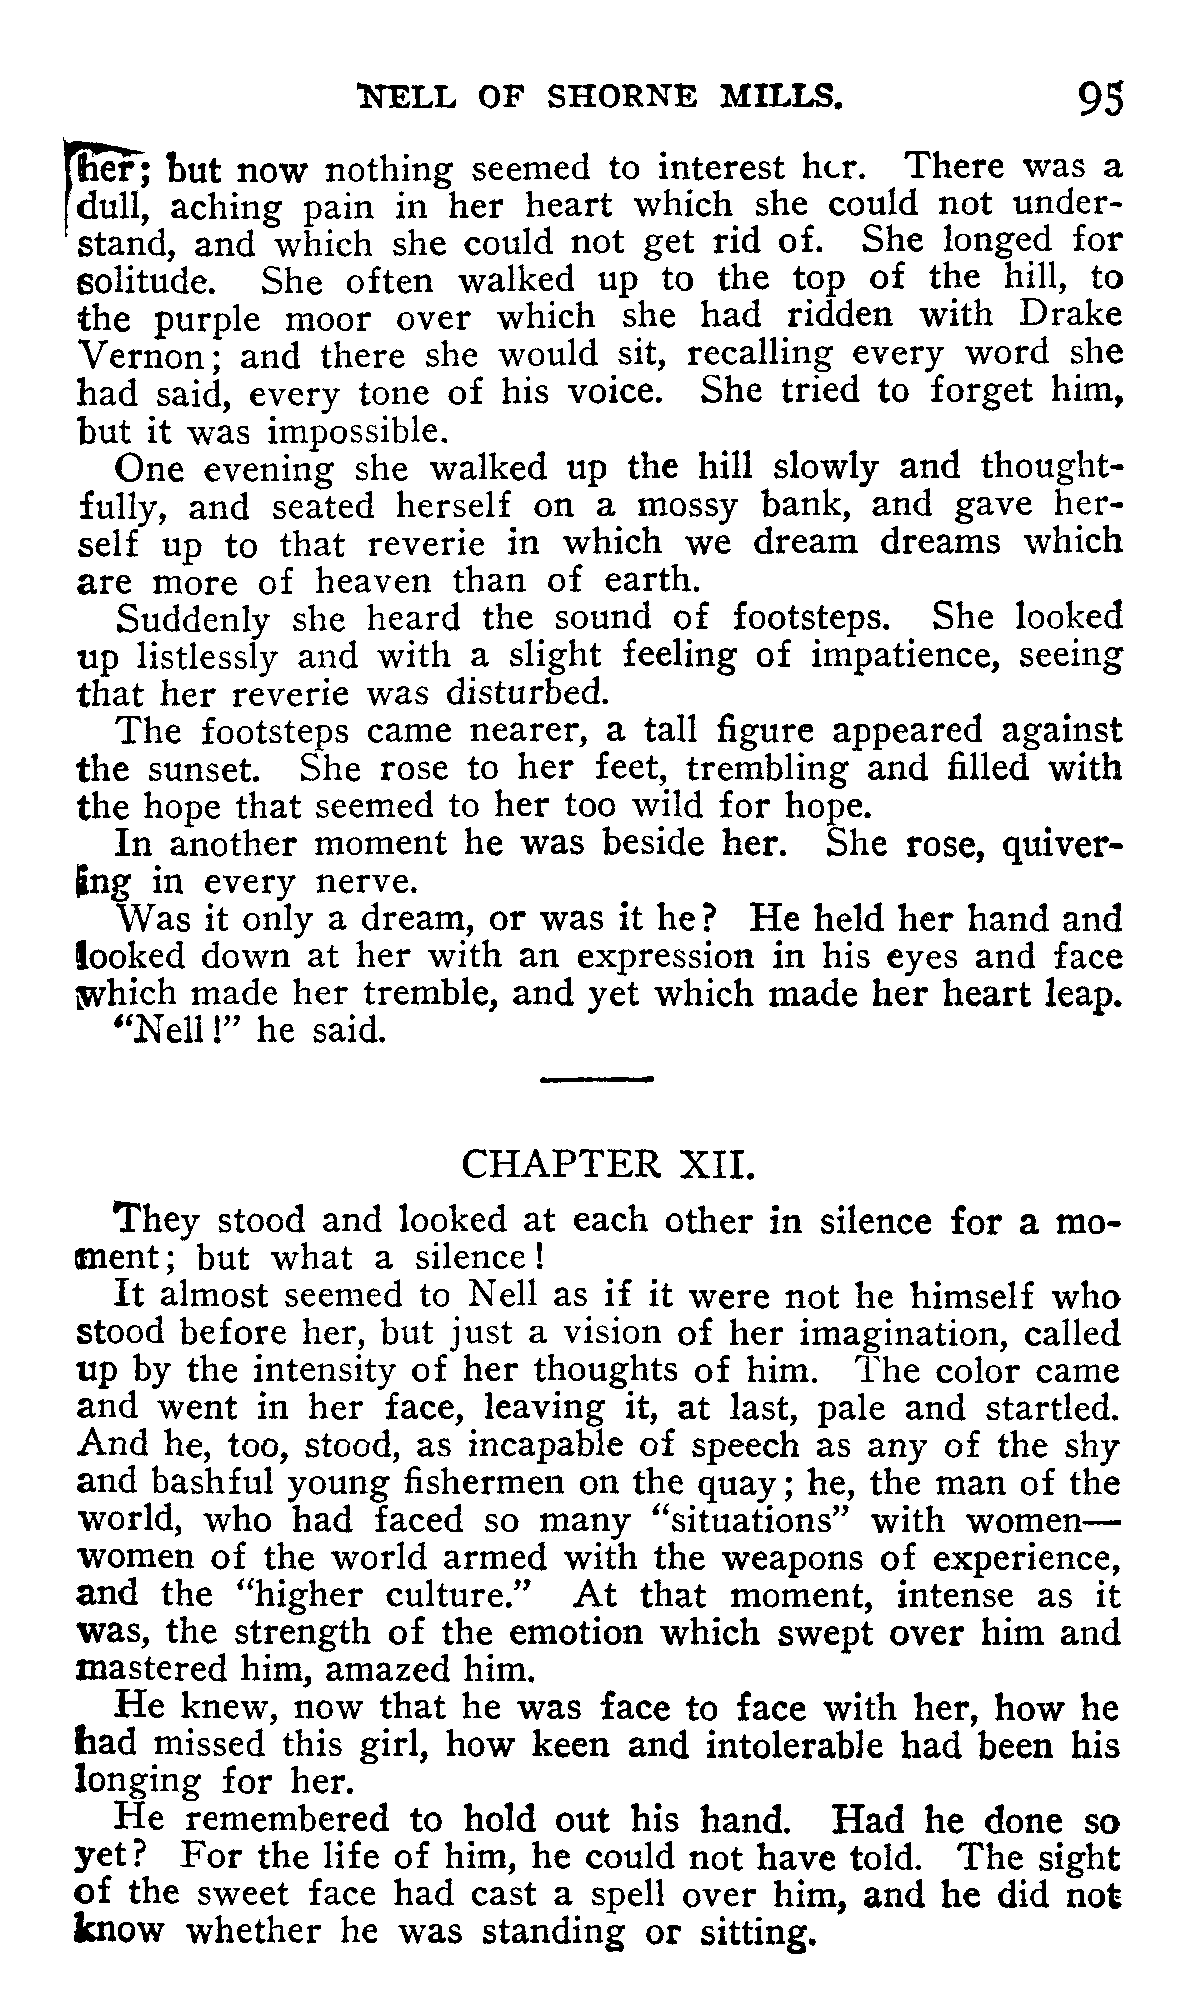 NELL OF SHORNE MILLS. 95
her; but now nothing seemed to interest her. There was a
dull, aching pain in her heart which she could not under-
stand, and which she could not get rid of. She longed for
solitude. She often walked up to the top of the hill, to
the purple moor over which she had ridden with Drake
Vernon; and there she would sit, recalling every word she
had said, every tone of his voice. She tried to forget him,
but it was impossible.
One evening she walked up the hill slowly and thought-
fully, and seated herself on a mossy bank, and gave her-
self up to that reverie in which we dream dreams which
are more of heaven than of earth.
Suddenly she heard the sound of footsteps. She looked
up listlessly and with a slight feeling of impatience, seeing
that her reverie was disturbed.
The footsteps came nearer, a tall figure appeared against
the sunset. She rose to her feet, trembling and filled with
the hope that seemed to her too wild for hope.
In another moment he was beside her. She rose, quiver-
ing in every nerve.
Was it only a dream, or was it he? He held her hand and
looked down at her with an expression in his eyes and face
which made her tremble, and yet which made her heart leap.
"Nell!" he said.
CHAPTER XII.
They stood and looked at each other in silence for a mo-
ment; but what a silence!
It almost seemed to Nell as if it were not he himself who
stood before her, but just a vision of her imagination, called
up by the intensity of her thoughts of him. The color came
and went in her face, leaving it, at last, pale and startled.
And he, too, stood, as incapable of speech as any of the shy
and bashful young fishermen on the quay; he, the man of the
world, who had faced so many "situations" with women—
women of the world armed with the weapons of experience,
and the "higher culture." At that moment, intense as it
was, the strength of the emotion which swept over him and
mastered him, amazed him.
He knew, now that he was face to face with her, how he
had missed this girl, how keen and intolerable had been his
longing for her.
He remembered to hold out his hand. Had he done so
yet? For the life of him, he could not have told. The sight
of the sweet face had cast a spell over him, and he did not
know whether he was standing or sitting.